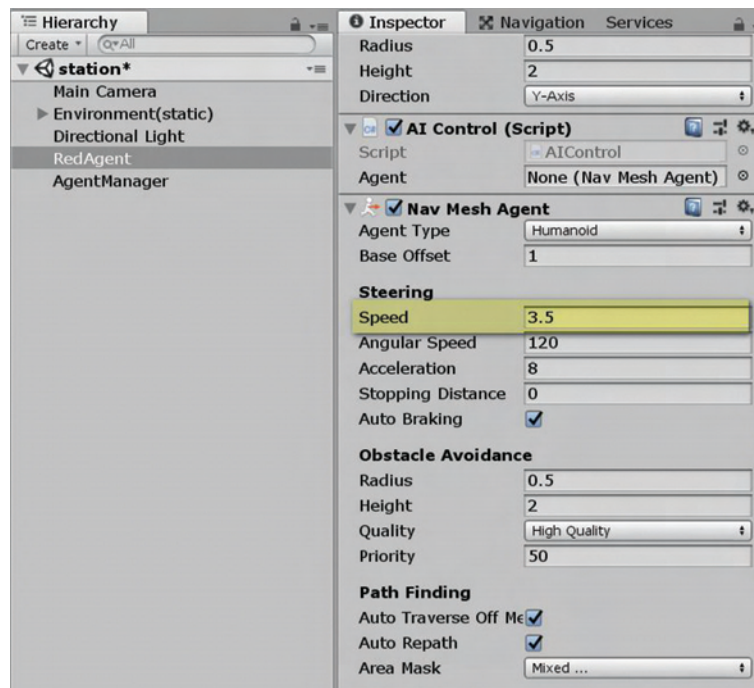 Hierarchy
Create
All
station*
Main Camera
Environment(static)
Directional Light
RedAgent
AgentManager
Inspector Navigation Services
Radius 0.5
Height 2
Direction Y-Axis
AI Control (Script)
Script AIControl
Agent None (Nav Mesh Agent)
Nav Mesh Agent
Agent Type Humanoid
Base Offset 1
Steering
Speed 3.5
Angular Speed 120
Acceleration 8
Stopping Distance 0
Auto Braking
Obstacle Avoidance
Radius 0.5
Height 2
Quality High Quality
Priority 50
Path Finding
Auto Traverse Off Me
Auto Repath
Area Mask Mixed ...